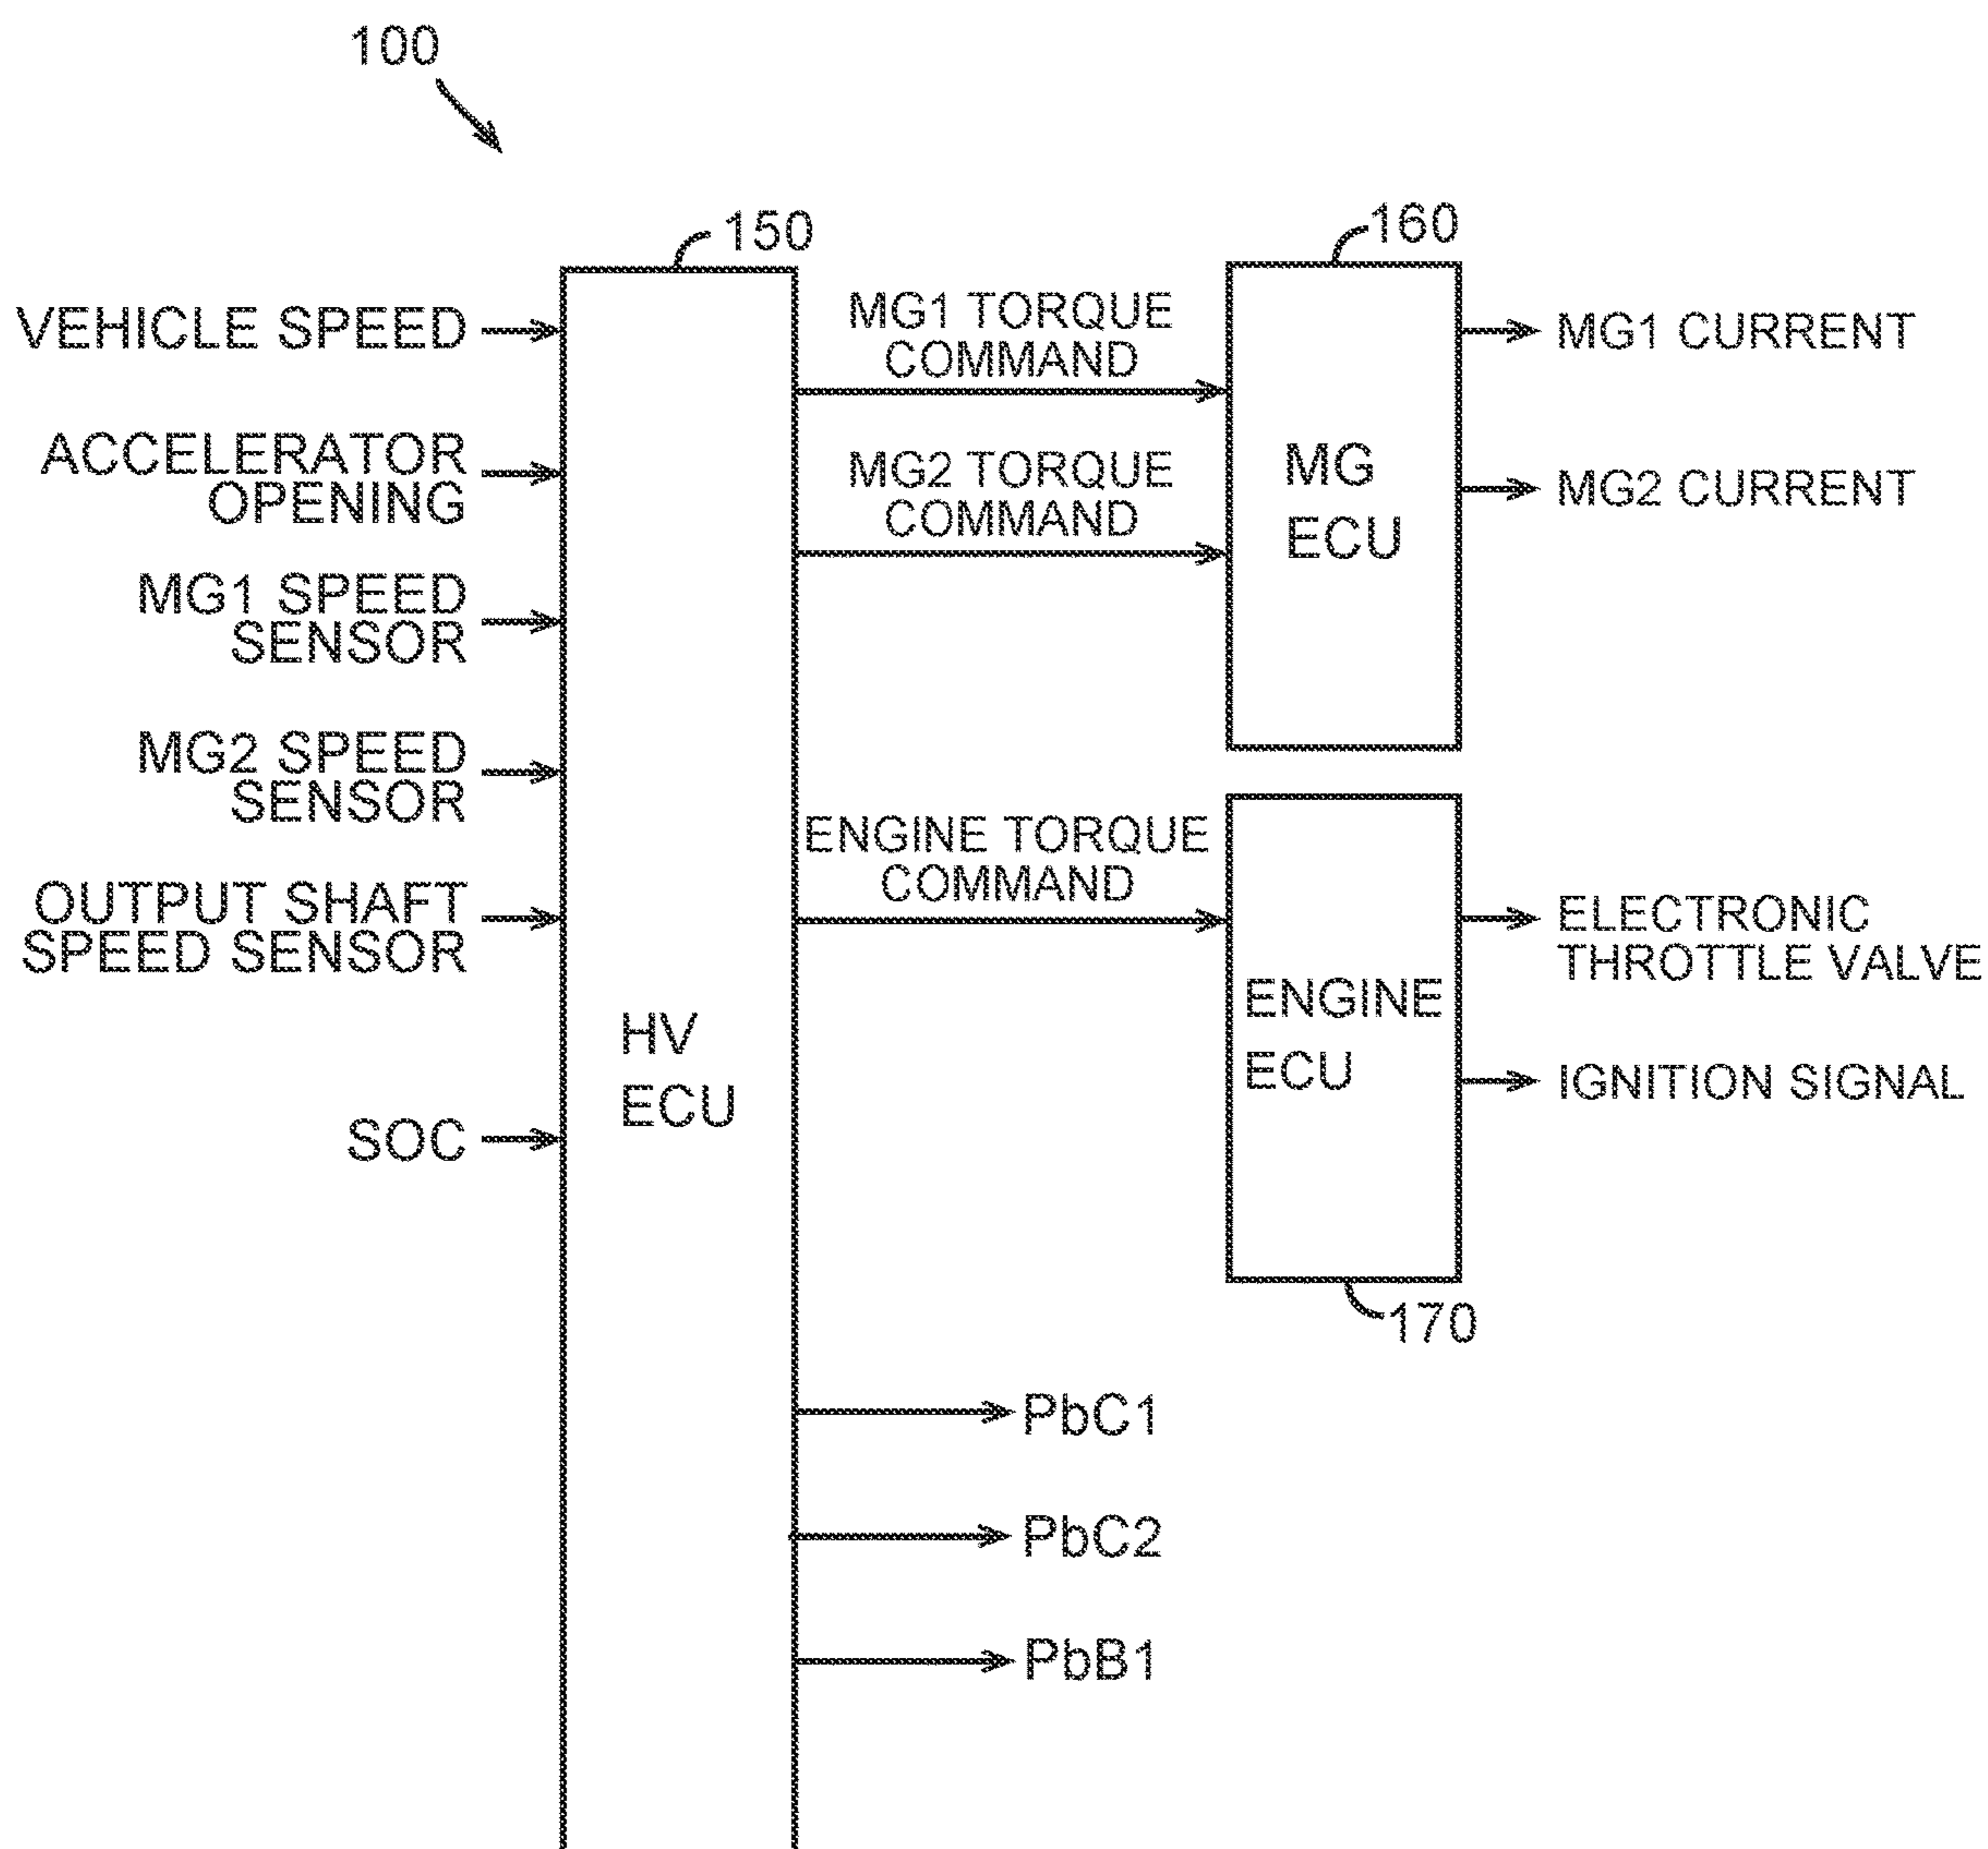 100
150
160
VEHICLE SPEED
ACCELERATOR
OPENING
MG1 SPEED
SENSOR
MG2 SPEED
SENSOR
OUTPUT SHAFT
SPEED SENSOR
SOC
HV
ECU
MG1 TORQUE
COMMAND
MG2 TORQUE
COMMAND
ENGINE TORQUE
COMMAND
MG
ECU
MG1 CURRENT
MG2 CURRENT
ENGINE
ECU
ELECTRONIC
THROTTLE VALVE
IGNITION SIGNAL
170
PbC1
PbC2
PbB1